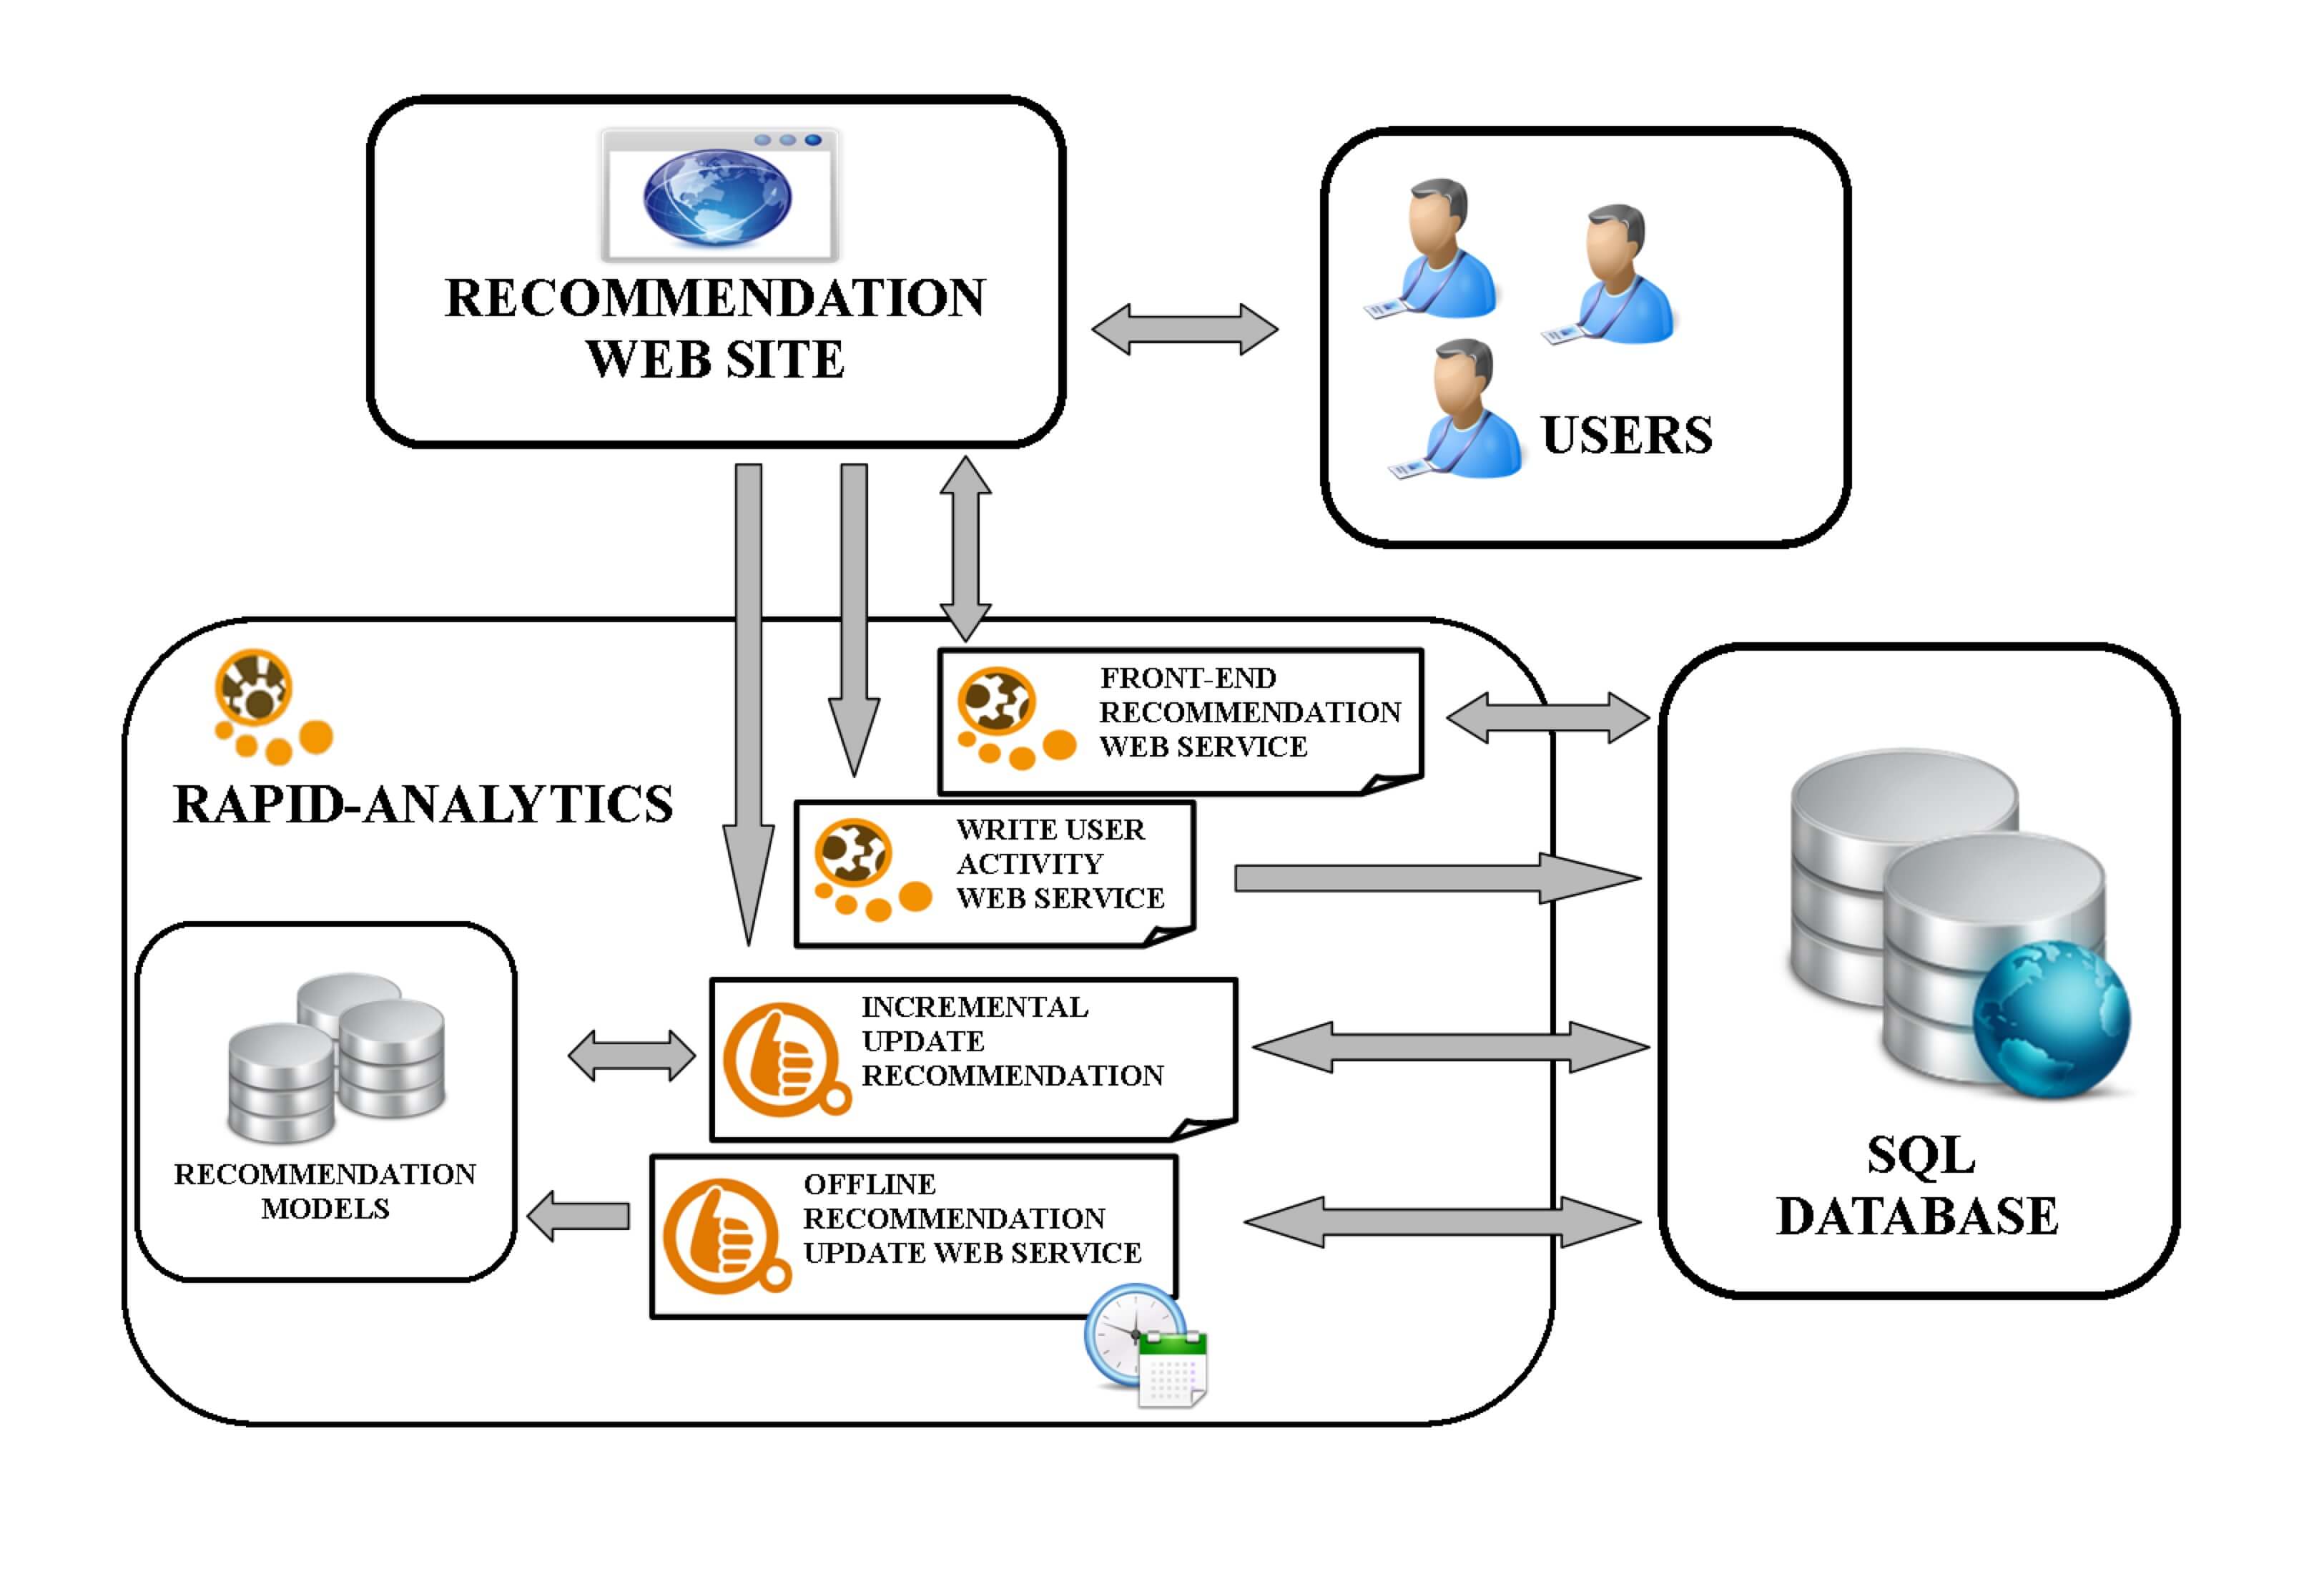 RECOMMENDATION
WEB SITE
USERS
RAPID-ANALYTICS
FRONT-END
RECOMMENDATION
WEB SERVICE
WRITE USER
ACTIVITY
WEB SERVICE
INCREMENTAL
UPDATE
RECOMMENDATION
OFFLINE
RECOMMENDATION
UPDATE WEB SERVICE
RECOMMENDATION
MODELS
SQL
DATABASE